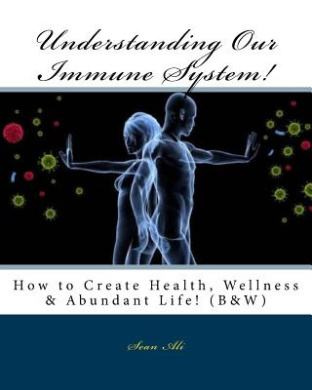 Understanding Our
Immune System!
How to Create Health, Wellness
& Abundant Life! (B&W)
Sean Ali